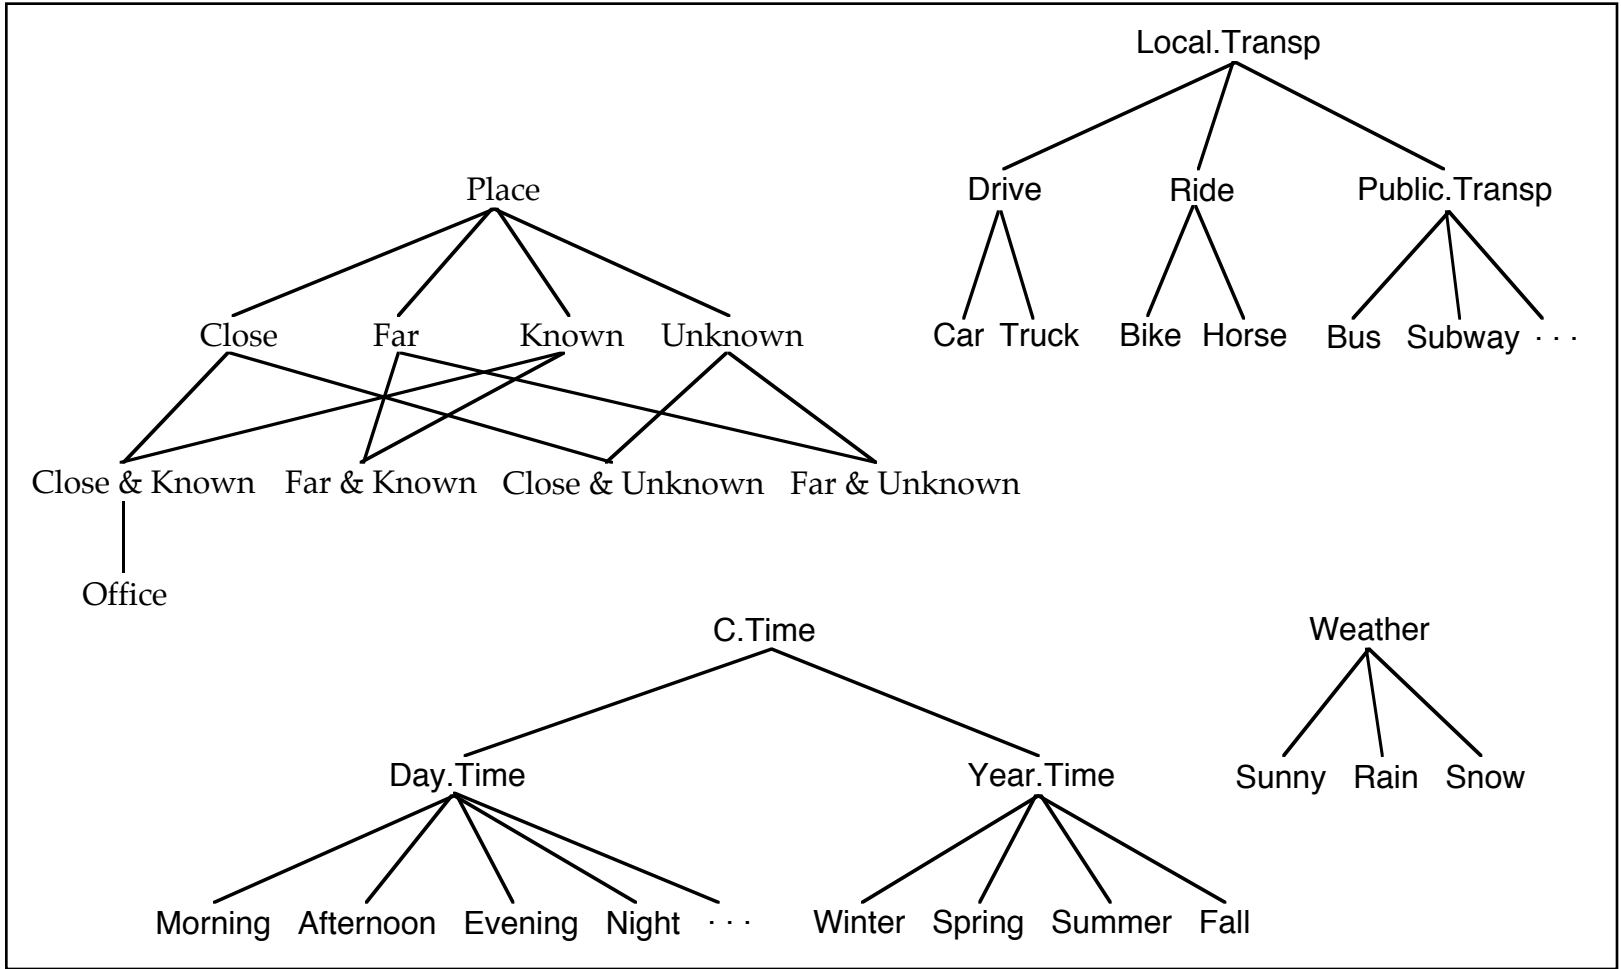 Local.Transp
Place
Drive Ride Public.Transp
Close Far Known Unknown
Car Truck Bike Horse Bus Subway . . .
Close & Known Far & Known Close & Unknown Far & Unknown
Office
C.Time
Weather
Day.Time Year.Time
Sunny Rain Snow
Morning Afternoon Evening Night . . . Winter Spring Summer Fall